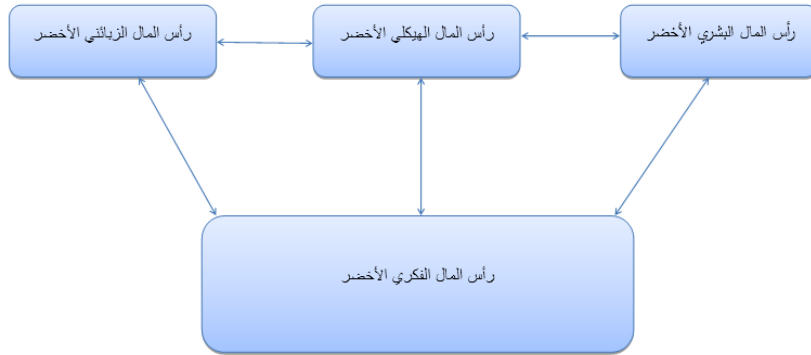 رأس المال البشري الأخضر
رأس المال الهيكلي الأخضر
رأس المال الزبائني الأخضر
رأس المال الفكري الأخضر